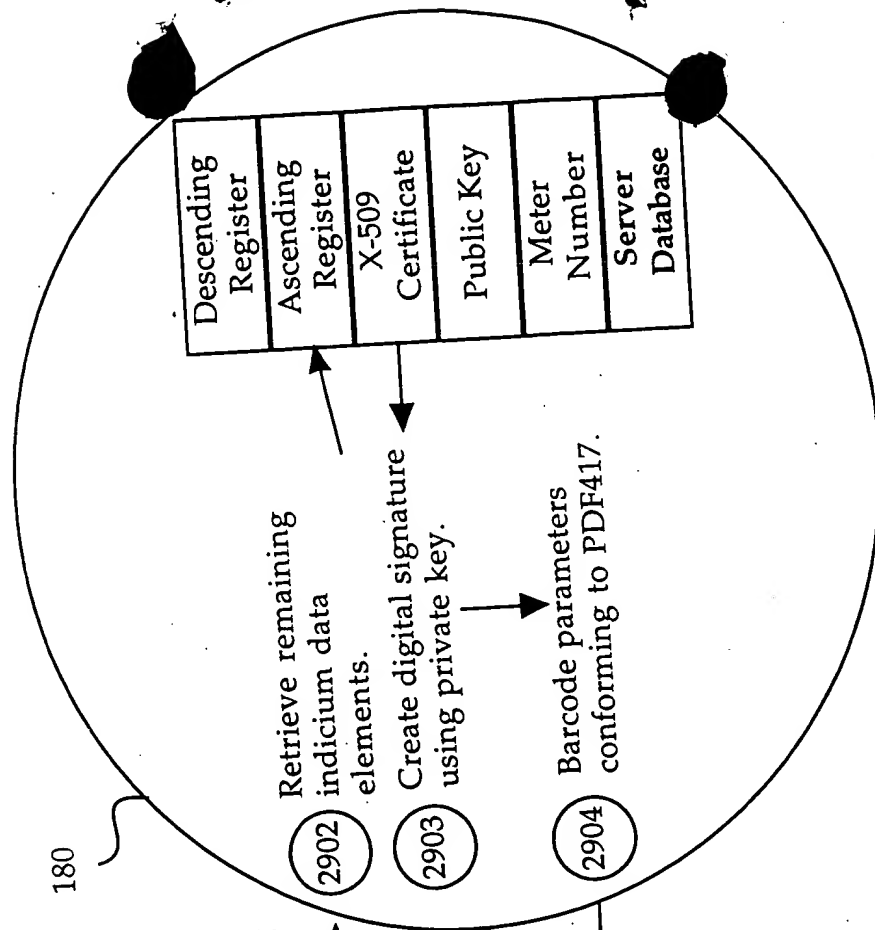 180
2902
Retrieve remaining
indicium data
elements.
2903
Create digital signature
using private key.
2904
Barcode parameters
conforming to PDF417.
Descending
Register
Ascending
Register
X-509
Certificate
Public Key
Meter
Number
Server
Database